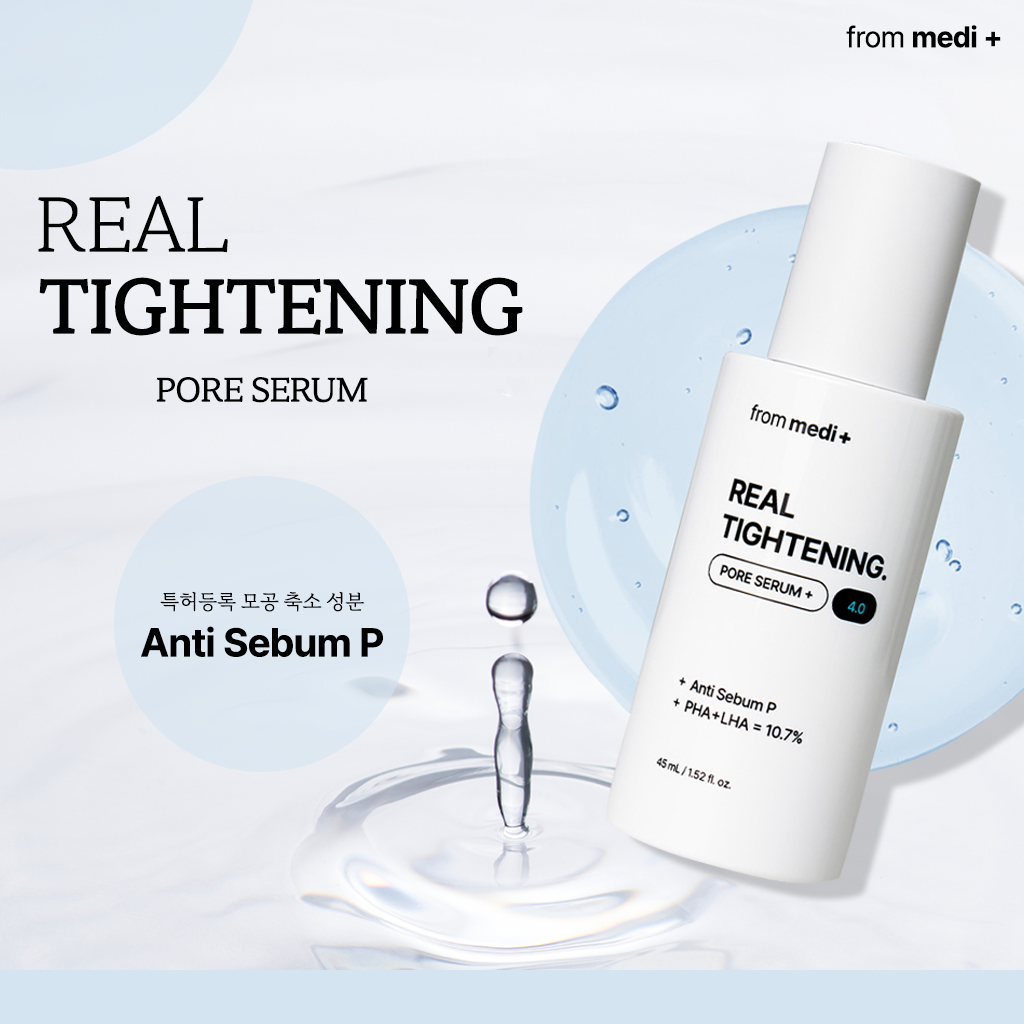 from medi +
REAL
TIGHTENING
PORE SERUM
특허등록 모공 축소 성분
Anti Sebum P
from medi +
REAL
TIGHTENING.
PORE SERUM + 4.0
+ Anti Sebum P
+ PHA+LHA = 10.7%
45 mL / 1.52 fl. oz.